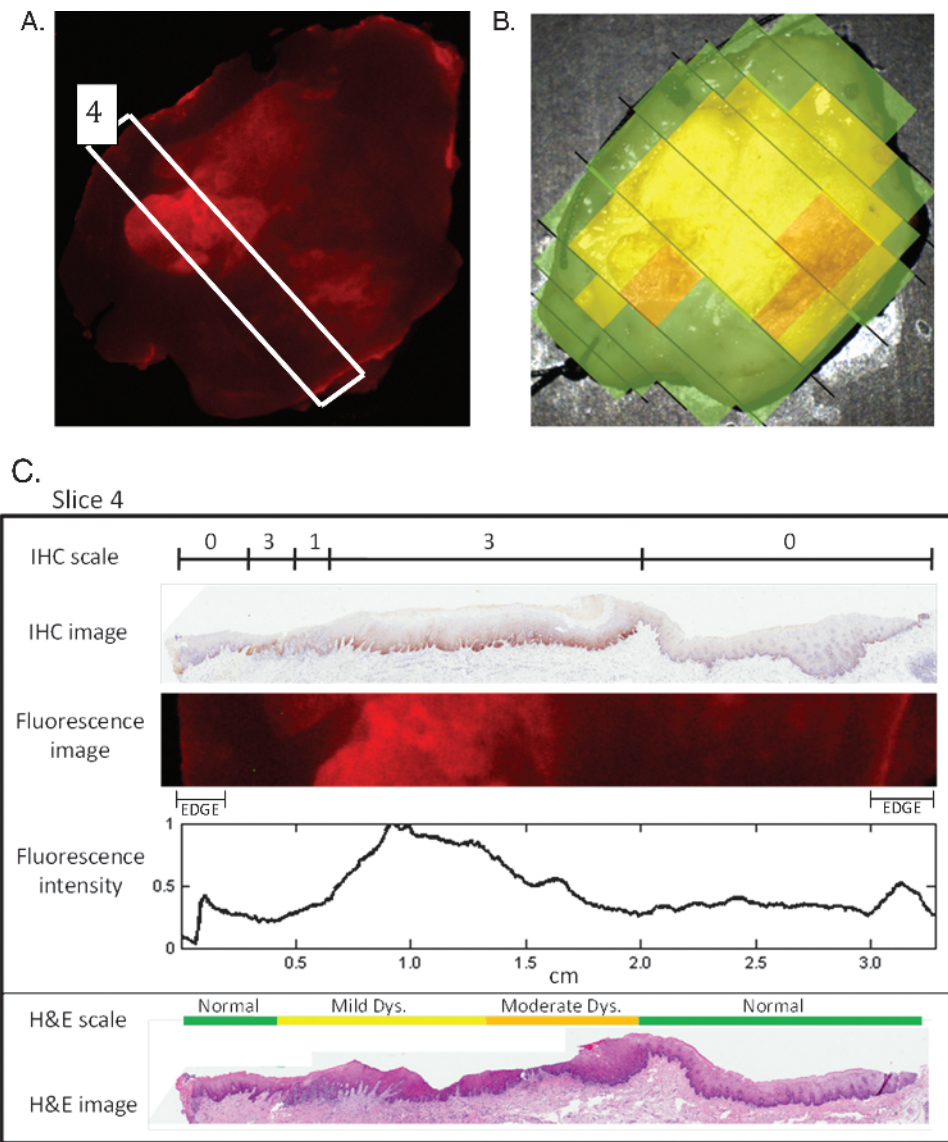 A.
B.
4
C.
Slice 4
IHC scale
0 3 1 3 0
IHC image
Fluorescence
image
EDGE
EDGE
Fluorescence
intensity
1
0.5
0
0.5 1.0 1.5 2.0 2.5 3.0
cm
H&E scale
Normal Mild Dys. Moderate Dys. Normal
H&E image